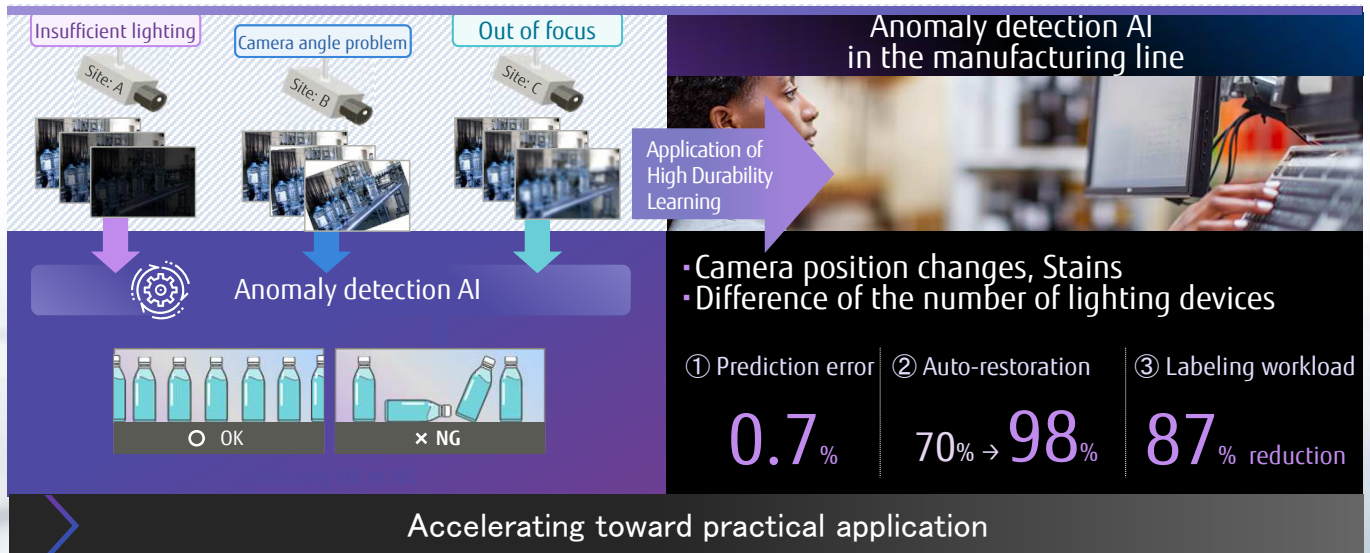 Insufficient lighting
Camera angle problem
Out of focus
Site: A
Site: B
Site: C
Application of
High Durability
Learning
Anomaly detection AI
○ OK
× NG
Anomaly detection AI
in the manufacturing line
▪Camera position changes, Stains
▪Difference of the number of lighting devices
① Prediction error
0.7%
② Auto-restoration
70% → 98%
③ Labeling workload
87% reduction
Accelerating toward practical application